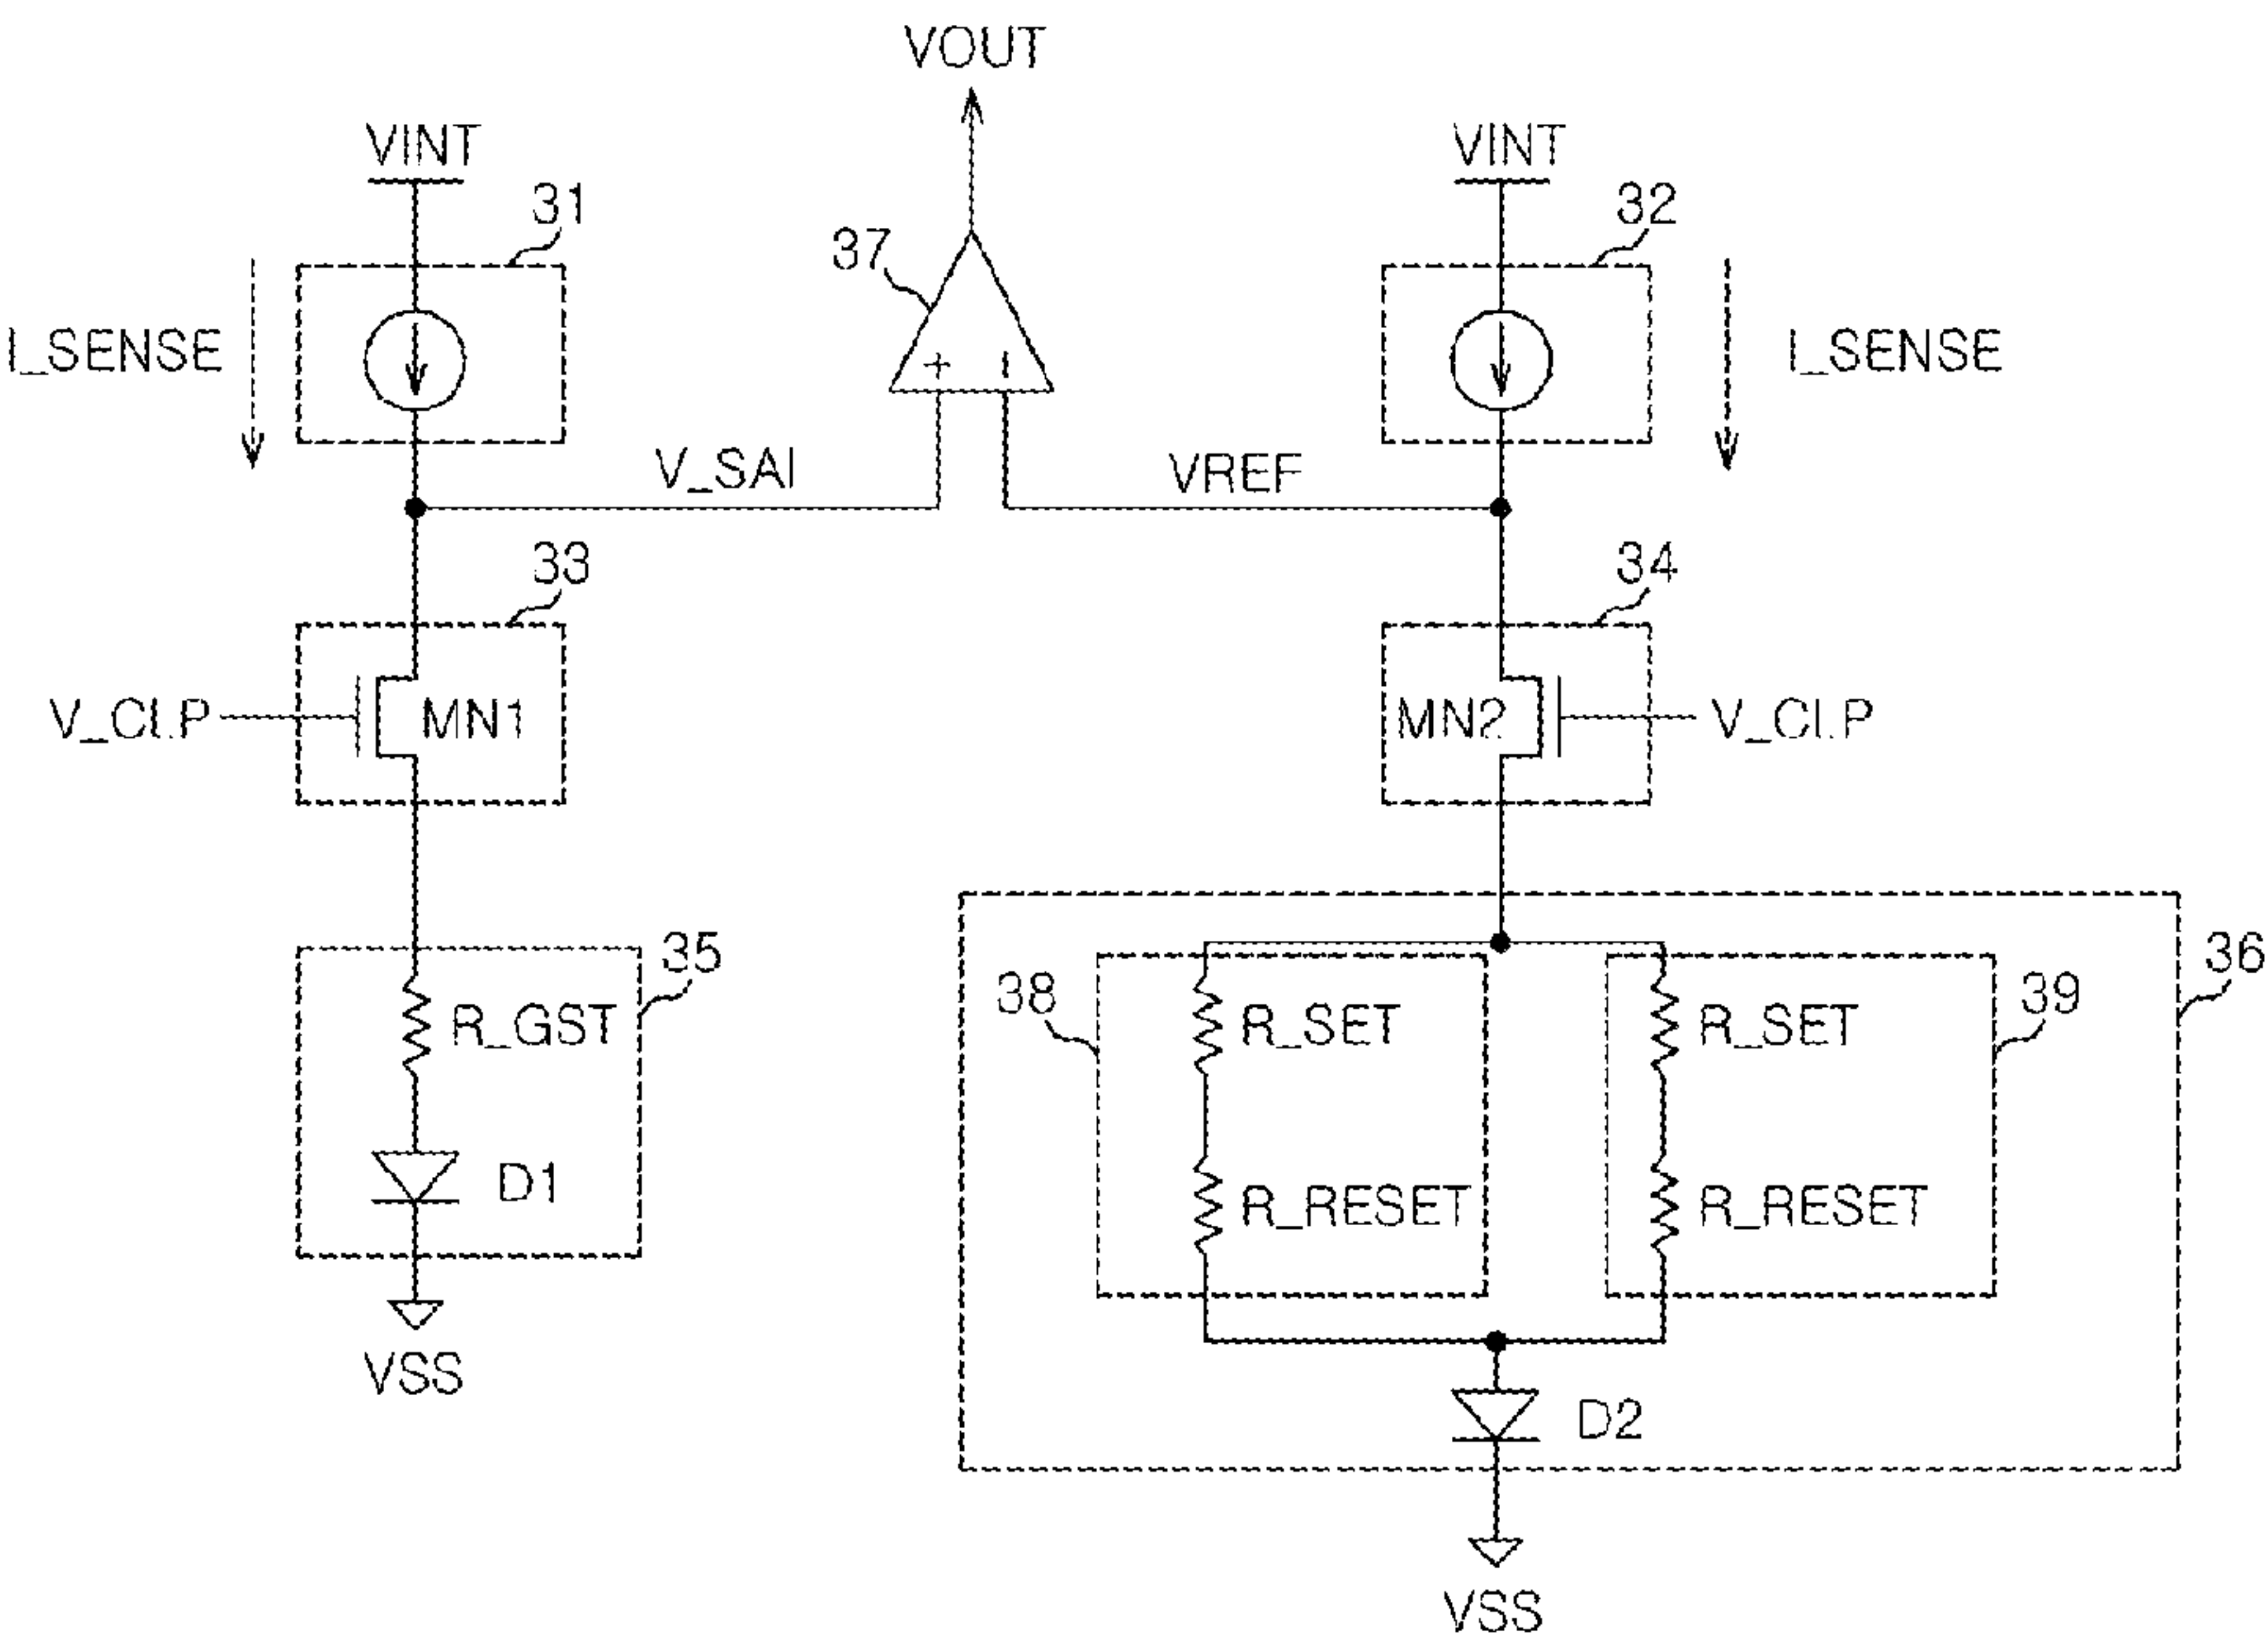 VOUT
VINT
VINT
31
32
37
I_SENSE
+
−
I_SENSE
V_SAI
VREF
33
34
V_CLP
MN1
MN2
V_CLP
35
36
38
39
R_GST
R_SET
R_SET
D1
R_RESET
R_RESET
VSS
D2
VSS